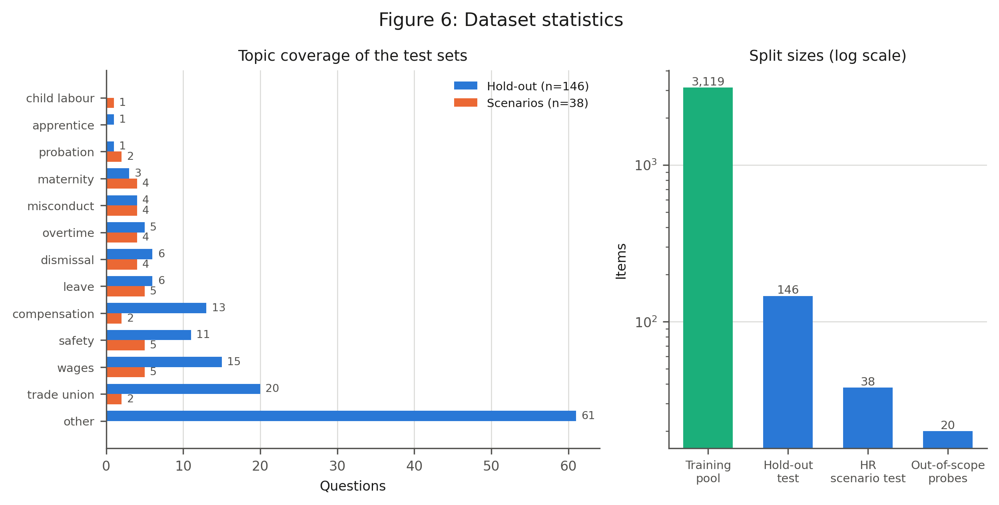 Figure 6: Dataset statistics
Topic coverage of the test sets
Hold-out (n=146)
Scenarios (n=38)
child labour 1
apprentice 1
probation 1 2
maternity 3 4
misconduct 4 4
overtime 5 4
dismissal 6 4
leave 6 5
compensation 13 2
safety 11 5
wages 15 5
trade union 20 2
other 61
0 10 20 30 40 50 60
Questions
Split sizes (log scale)
Items
10³
10²
3,119
146
38
20
Training
pool
Hold-out
test
HR
scenario test
Out-of-scope
probes